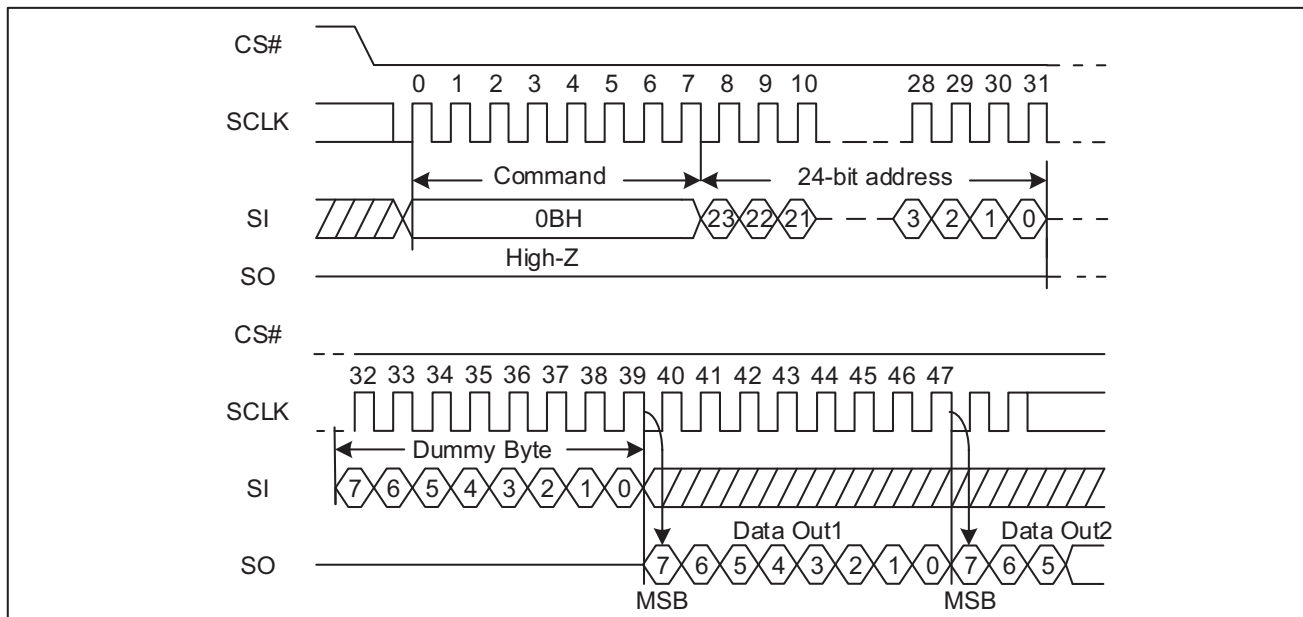 CS#
0 1 2 3 4 5 6 7 8 9 10 28 29 30 31
SCLK
Command 24-bit address
SI 0BH 23 22 21 3 2 1 0
High-Z
SO
CS#
32 33 34 35 36 37 38 39 40 41 42 43 44 45 46 47
SCLK
Dummy Byte
SI 7 6 5 4 3 2 1 0
Data Out1 Data Out2
SO 7 6 5 4 3 2 1 0 7 6 5
MSB MSB